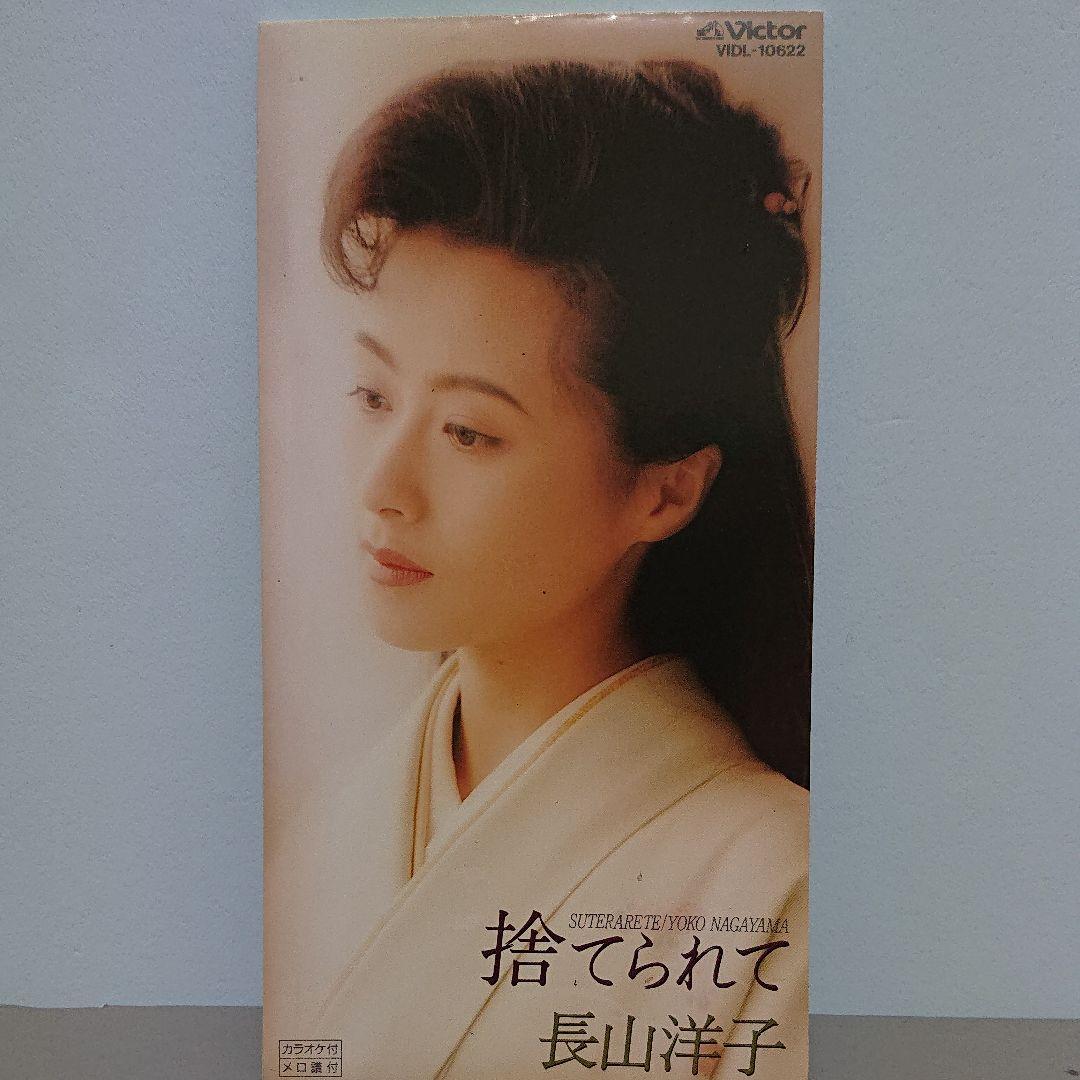 Victor
VIDL-10622
SUTERARETE/YOKO NAGAYAMA
捨てられて
長山洋子
カラオケ付
メロ譜付